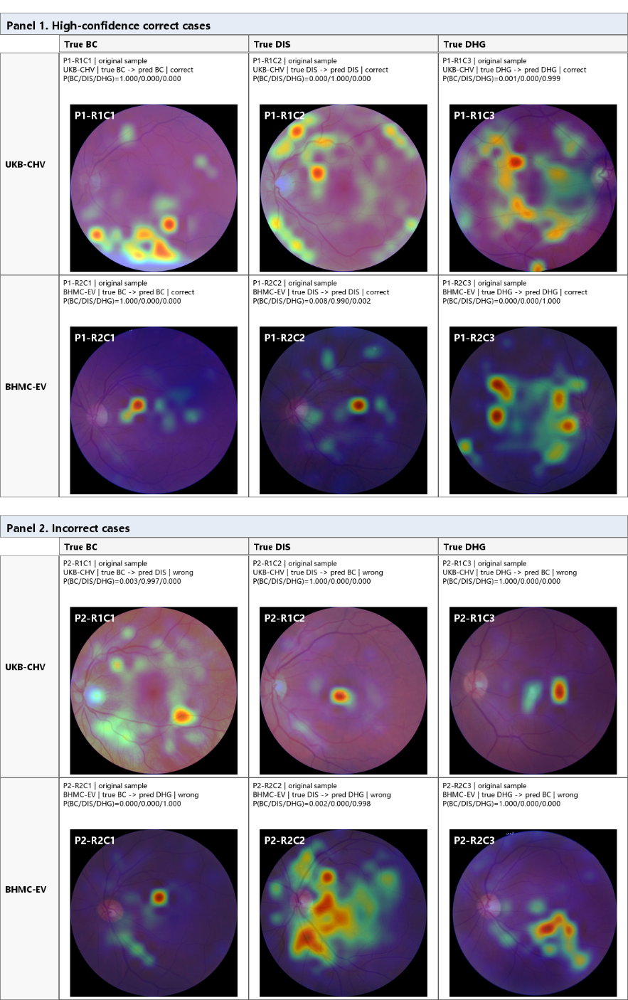 Panel 1. High-confidence correct cases
True BC
True DIS
True DHG
UKB-CHV
P1-R1C1 | original sample
UKB-CHV | true BC -> pred BC | correct
P(BC/DIS/DHG)=1.000/0.000/0.000
P1-R1C1
P1-R1C2 | original sample
UKB-CHV | true DIS -> pred DIS | correct
P(BC/DIS/DHG)=0.000/1.000/0.000
P1-R1C2
P1-R1C3 | original sample
UKB-CHV | true DHG -> pred DHG | correct
P(BC/DIS/DHG)=0.001/0.000/0.999
P1-R1C3
BHMC-EV
P1-R2C1 | original sample
BHMC-EV | true BC -> pred BC | correct
P(BC/DIS/DHG)=1.000/0.000/0.000
P1-R2C1
P1-R2C2 | original sample
BHMC-EV | true DIS -> pred DIS | correct
P(BC/DIS/DHG)=0.008/0.990/0.002
P1-R2C2
P1-R2C3 | original sample
BHMC-EV | true DHG -> pred DHG | correct
P(BC/DIS/DHG)=0.000/0.000/1.000
P1-R2C3
Panel 2. Incorrect cases
True BC
True DIS
True DHG
UKB-CHV
P2-R1C1 | original sample
UKB-CHV | true BC -> pred DIS | wrong
P(BC/DIS/DHG)=0.003/0.997/0.000
P2-R1C1
P2-R1C2 | original sample
UKB-CHV | true DIS -> pred BC | wrong
P(BC/DIS/DHG)=1.000/0.000/0.000
P2-R1C2
P2-R1C3 | original sample
UKB-CHV | true DHG -> pred BC | wrong
P(BC/DIS/DHG)=1.000/0.000/0.000
P2-R1C3
BHMC-EV
P2-R2C1 | original sample
BHMC-EV | true BC -> pred DHG | wrong
P(BC/DIS/DHG)=0.000/0.000/1.000
P2-R2C1
P2-R2C2 | original sample
BHMC-EV | true DIS -> pred DHG | wrong
P(BC/DIS/DHG)=0.002/0.000/0.998
P2-R2C2
P2-R2C3 | original sample
BHMC-EV | true DHG -> pred BC | wrong
P(BC/DIS/DHG)=1.000/0.000/0.000
P2-R2C3